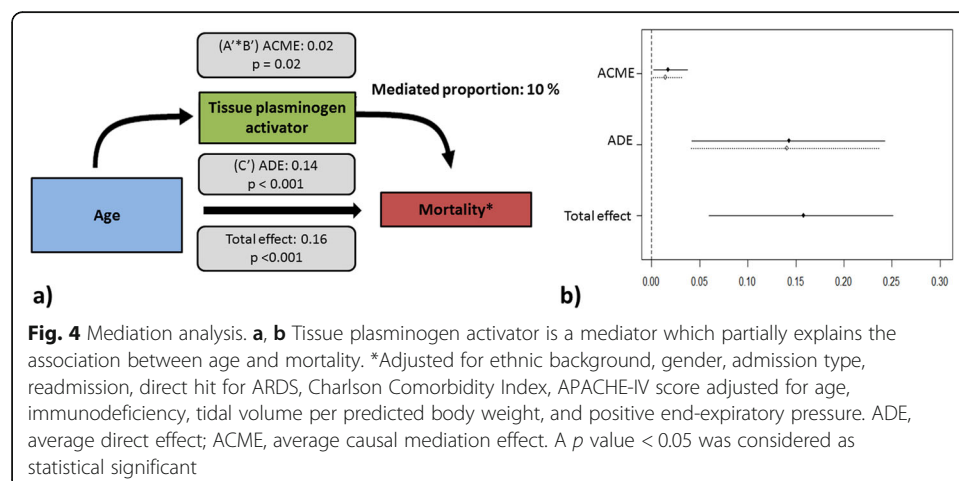 (A'*B') ACME: 0.02
p = 0.02
Mediated proportion: 10 %
Tissue plasminogen
activator
(C') ADE: 0.14
p < 0.001
Age
Mortality*
Total effect: 0.16
p <0.001
a)
ACME
ADE
Total effect
0.00 0.05 0.10 0.15 0.20 0.25 0.30
b)
Fig. 4 Mediation analysis. a, b Tissue plasminogen activator is a mediator which partially explains the
association between age and mortality. *Adjusted for ethnic background, gender, admission type,
readmission, direct hit for ARDS, Charlson Comorbidity Index, APACHE-IV score adjusted for age,
immunodeficiency, tidal volume per predicted body weight, and positive end-expiratory pressure. ADE,
average direct effect; ACME, average causal mediation effect. A p value < 0.05 was considered as
statistical significant